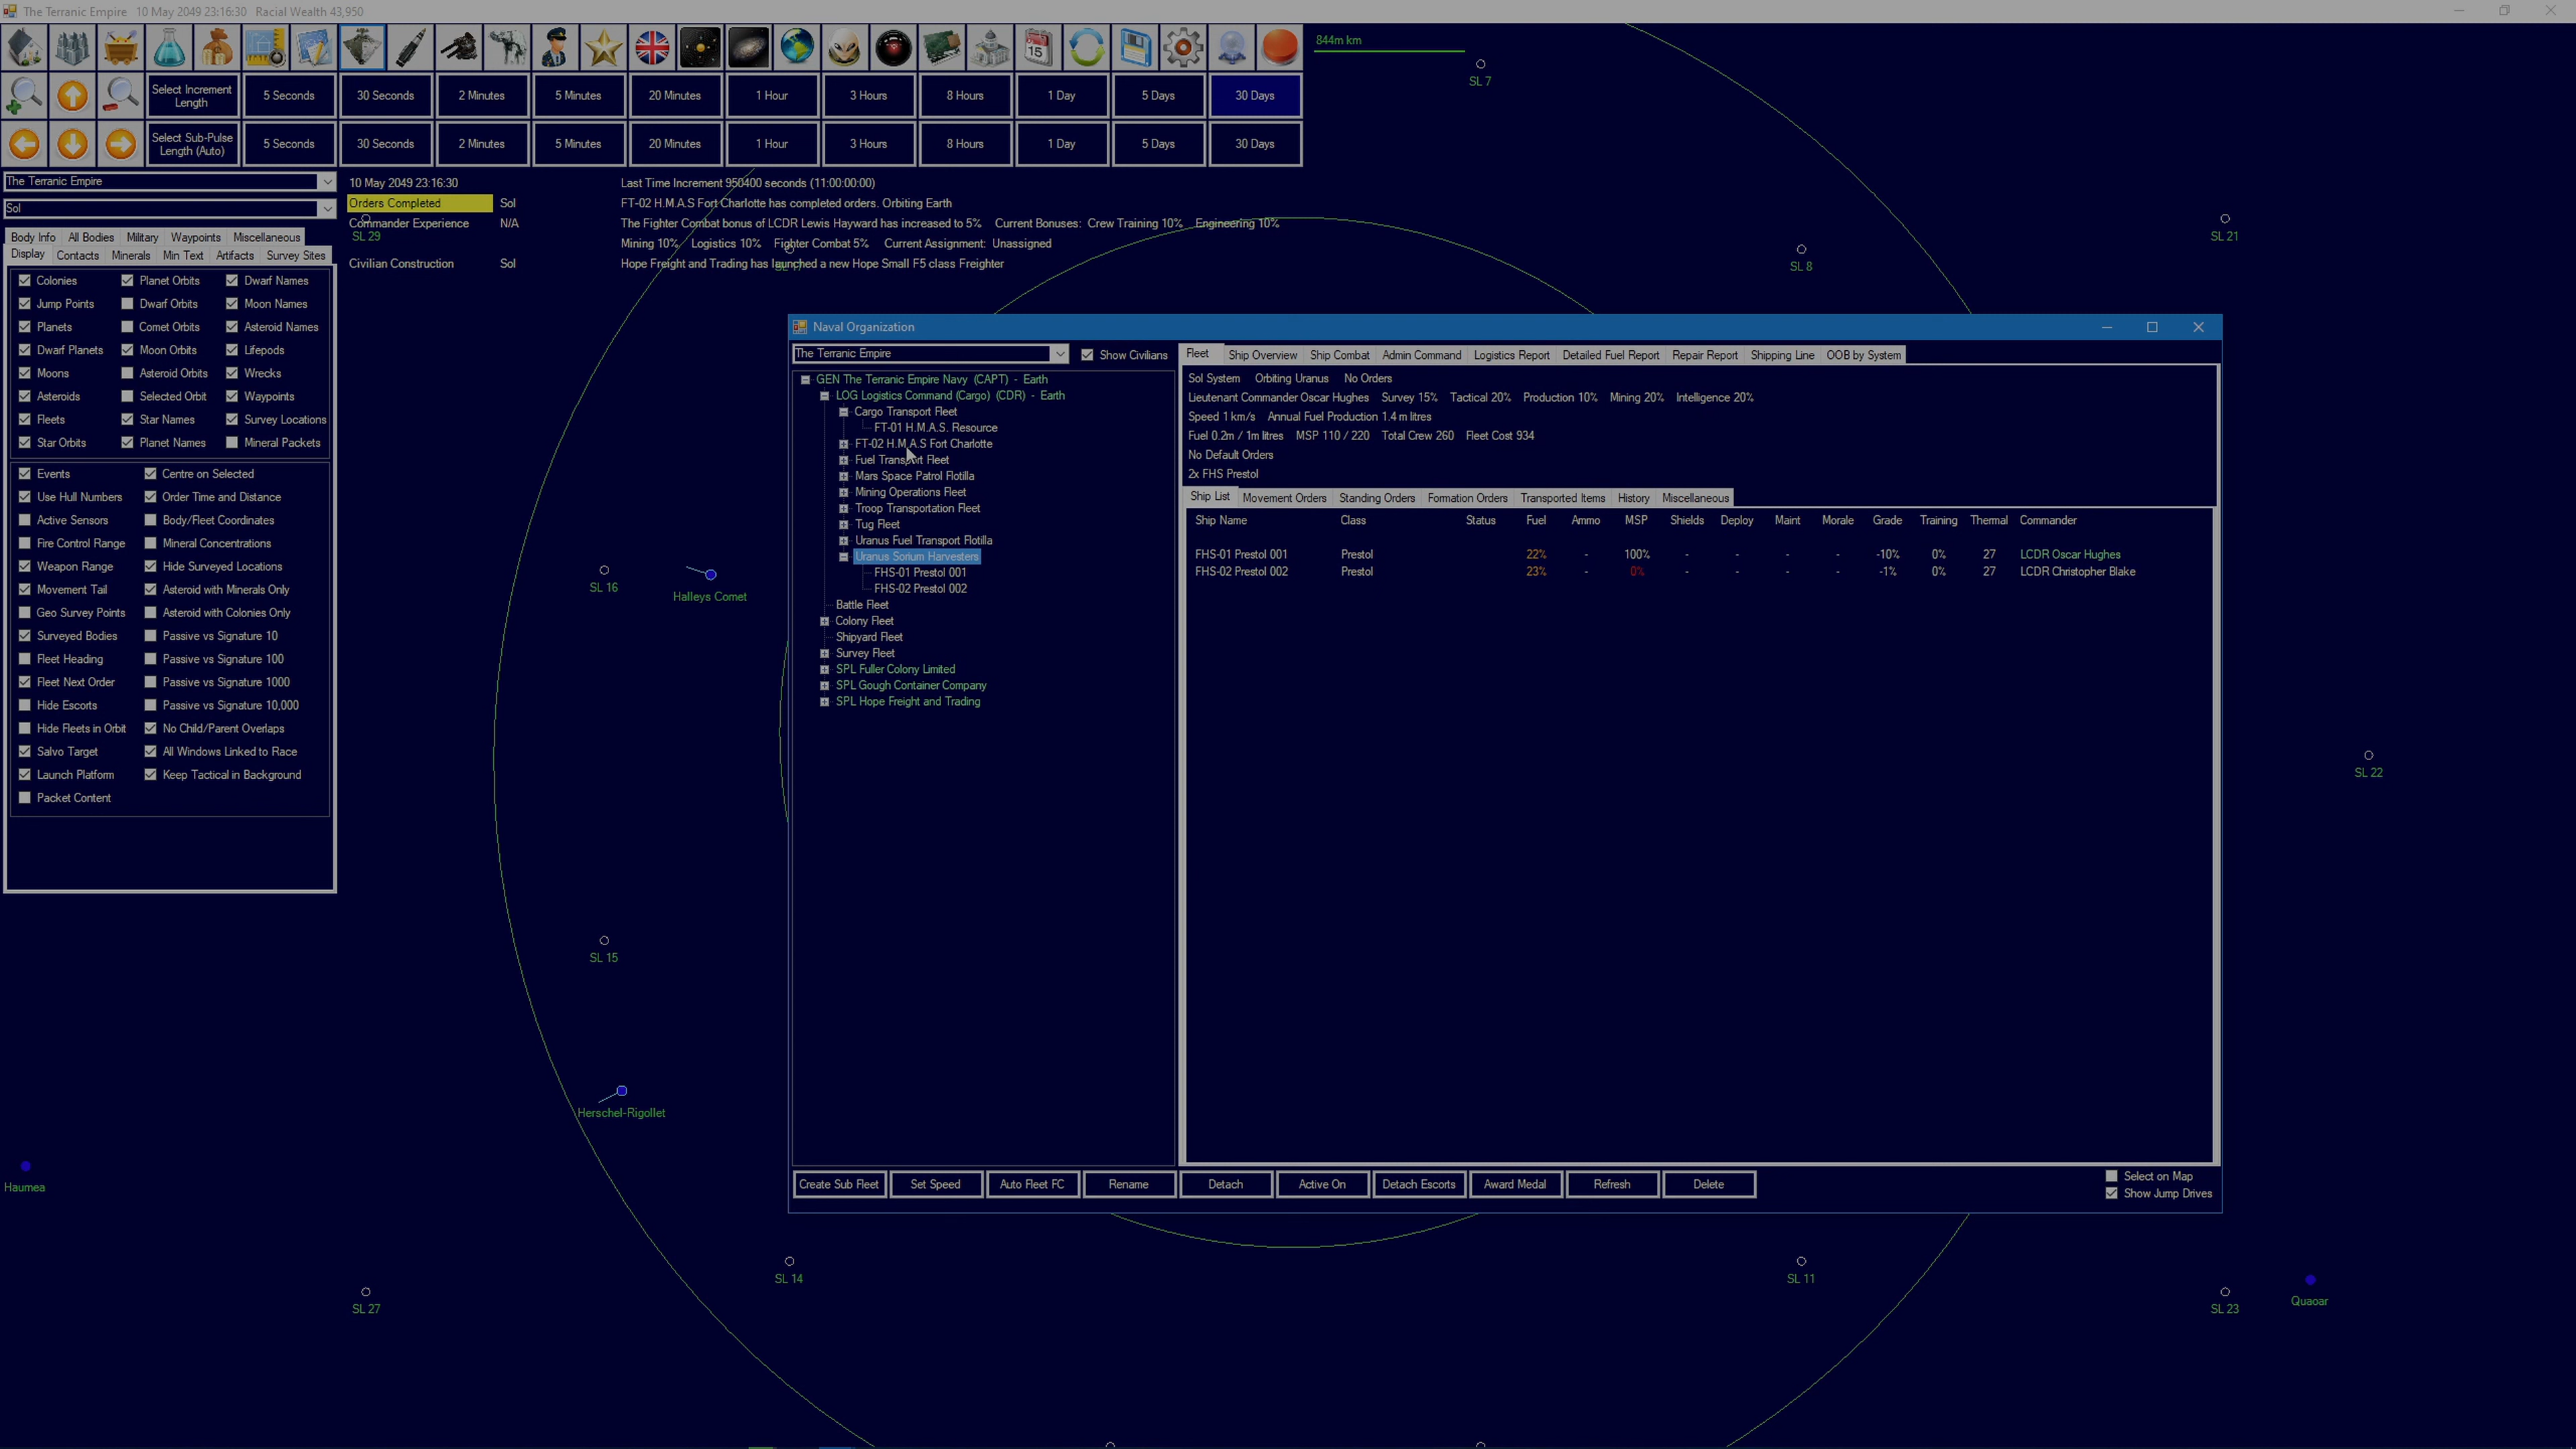 The Terranic Empire   10 May 2049 23:16:30   Racial Wealth 43,950
844m km
Select Increment Length
5 Seconds
30 Seconds
2 Minutes
5 Minutes
20 Minutes
1 Hour
3 Hours
8 Hours
1 Day
5 Days
30 Days
Select Sub-Pulse Length (Auto)
5 Seconds
30 Seconds
2 Minutes
5 Minutes
20 Minutes
1 Hour
3 Hours
8 Hours
1 Day
5 Days
30 Days
The Terranic Empire
Sol
10 May 2049 23:16:30   Last Time Increment 950400 seconds (11:00:00:00)
Orders Completed   Sol   FT-02 H.M.A.S Fort Charlotte has completed orders. Orbiting Earth
Commander Experience   N/A   The Fighter Combat bonus of LCDR Lewis Hayward has increased to 5%   Current Bonuses:  Crew Training 10%   Engineering 10%
Mining 10%   Logistics 10%   Fighter Combat 5%   Current Assignment:  Unassigned
Civilian Construction   Sol   Hope Freight and Trading has launched a new Hope Small F5 class Freighter
Body Info   All Bodies   Military   Waypoints   Miscellaneous
Display   Contacts   Minerals   Min Text   Artifacts   Survey Sites
Colonies   Planet Orbits   Dwarf Names
Jump Points   Dwarf Orbits   Moon Names
Planets   Comet Orbits   Asteroid Names
Dwarf Planets   Moon Orbits   Lifepods
Moons   Asteroid Orbits   Wrecks
Asteroids   Selected Orbit   Waypoints
Fleets   Star Names   Survey Locations
Star Orbits   Planet Names   Mineral Packets
Events   Centre on Selected
Use Hull Numbers   Order Time and Distance
Active Sensors   Body/Fleet Coordinates
Fire Control Range   Mineral Concentrations
Weapon Range   Hide Surveyed Locations
Movement Tail   Asteroid with Minerals Only
Geo Survey Points   Asteroid with Colonies Only
Surveyed Bodies   Passive vs Signature 10
Fleet Heading   Passive vs Signature 100
Fleet Next Order   Passive vs Signature 1000
Hide Escorts   Passive vs Signature 10,000
Hide Fleets in Orbit   No Child/Parent Overlaps
Salvo Target   All Windows Linked to Race
Launch Platform   Keep Tactical in Background
Packet Content
SL 7
SL 29
SL 21
SL 8
SL 16
Halleys Comet
SL 22
SL 15
Herschel-Rigollet
Haumea
SL 14
SL 27
SL 11
SL 23
Quaoar
Naval Organization
The Terranic Empire   Show Civilians
GEN The Terranic Empire Navy  (CAPT)  -  Earth
LOG Logistics Command (Cargo)  (CDR)  -  Earth
Cargo Transport Fleet
FT-01 H.M.A.S. Resource
FT-02 H.M.A.S Fort Charlotte
Fuel Transport Fleet
Mars Space Patrol Flotilla
Mining Operations Fleet
Troop Transportation Fleet
Tug Fleet
Uranus Fuel Transport Flotilla
Uranus Sorium Harvesters
FHS-01 Prestol 001
FHS-02 Prestol 002
Battle Fleet
Colony Fleet
Shipyard Fleet
Survey Fleet
SPL Fuller Colony Limited
SPL Gough Container Company
SPL Hope Freight and Trading
Fleet   Ship Overview   Ship Combat   Admin Command   Logistics Report   Detailed Fuel Report   Repair Report   Shipping Line   OOB by System
Sol System   Orbiting Uranus   No Orders
Lieutenant Commander Oscar Hughes   Survey 15%   Tactical 20%   Production 10%   Mining 20%   Intelligence 20%
Speed 1 km/s   Annual Fuel Production 1.4 m litres
Fuel 0.2m / 1m litres   MSP 110 / 220   Total Crew 260   Fleet Cost 934
No Default Orders
2x FHS Prestol
Ship List   Movement Orders   Standing Orders   Formation Orders   Transported Items   History   Miscellaneous
Ship Name   Class   Status   Fuel   Ammo   MSP   Shields   Deploy   Maint   Morale   Grade   Training   Thermal   Commander
FHS-01 Prestol 001   Prestol   22%   -   100%   -   -   -   -   -10%   0%   27   LCDR Oscar Hughes
FHS-02 Prestol 002   Prestol   23%   -   0%   -   -   -   -   -1%   0%   27   LCDR Christopher Blake
Create Sub Fleet   Set Speed   Auto Fleet FC   Rename   Detach   Active On   Detach Escorts   Award Medal   Refresh   Delete
Select on Map
Show Jump Drives